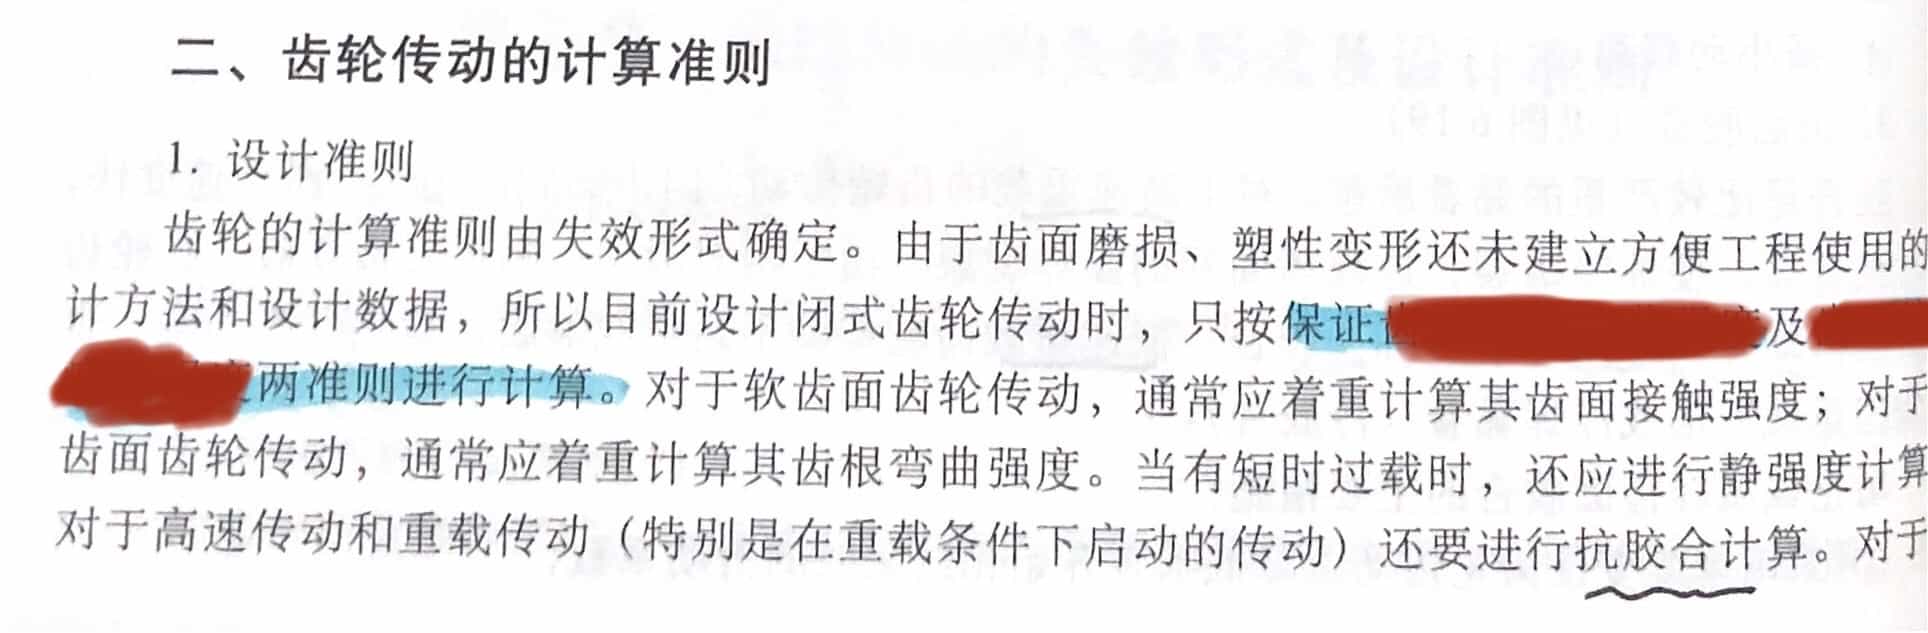 二、齿轮传动的计算准则
1. 设计准则
齿轮的计算准则由失效形式确定。由于齿面磨损、塑性变形还未建立方便工程使用的
计方法和设计数据，所以目前设计闭式齿轮传动时，只按保证 及
两准则进行计算。对于软齿面齿轮传动，通常应着重计算其齿面接触强度；对于
齿面齿轮传动，通常应着重计算其齿根弯曲强度。当有短时过载时，还应进行静强度计算
对于高速传动和重载传动（特别是在重载条件下启动的传动）还要进行抗胶合计算。对于